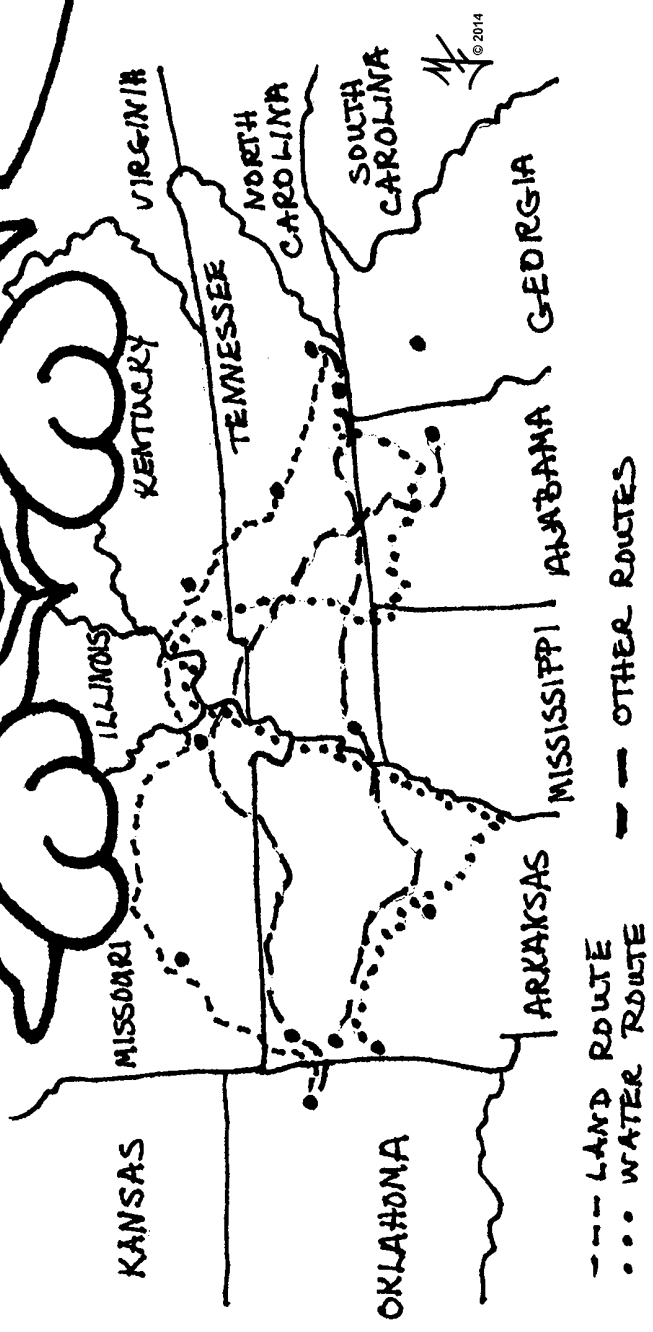 KANSAS
MISSOURI
ILLINOIS
KENTUCKY
VIRGINIA
TENNESSEE
NORTH
CAROLINA
SOUTH
CAROLINA
OKLAHOMA
ARKANSAS
MISSISSIPPI
ALABAMA
GEORGIA
© 2014
LAND ROUTE
WATER ROUTE
OTHER ROUTES